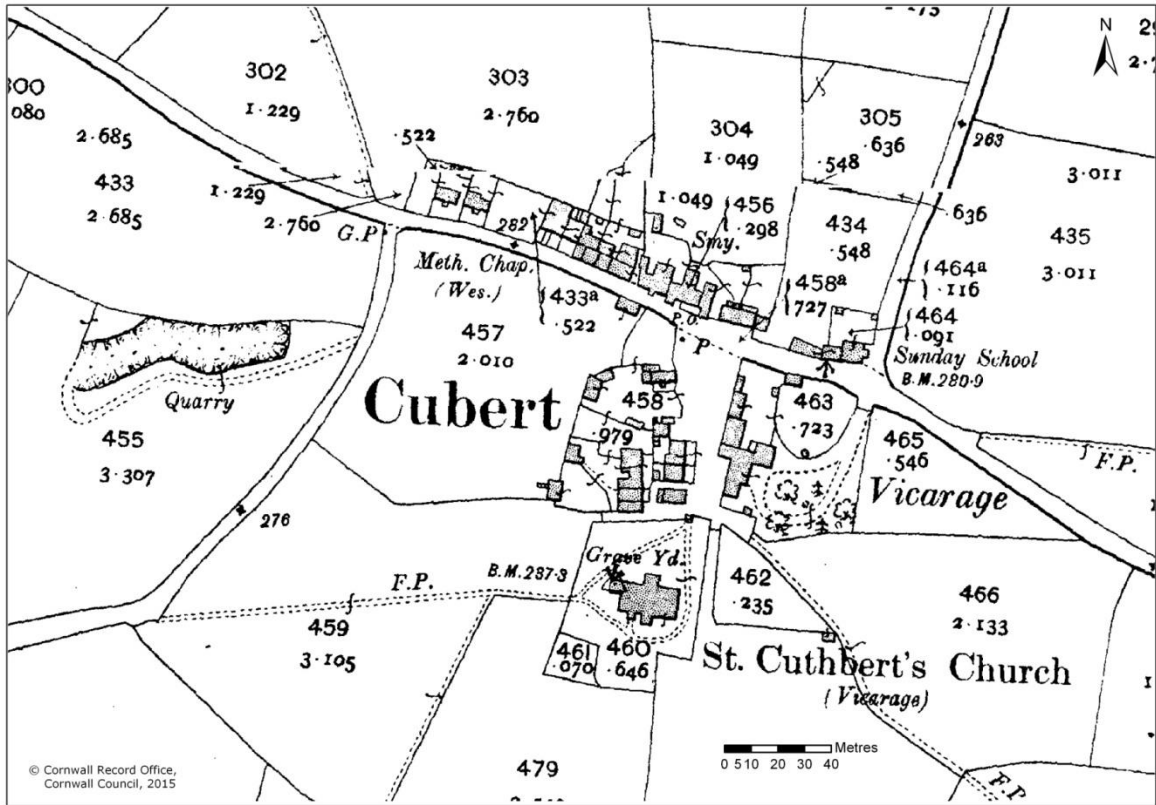 N
302
1·229
303
2·760
300
080
2·685
433
2·685
·522
1·229
2·760
G.P.
282
Meth. Chap.
(Wes.)
433ª
·522
304
1·049
1·049
456
·298
Smy.
305
·636
·548
263
3·011
·636
434
·548
435
3·011
464ª
·116
464
·091
458ª
727
P.O.
P
Sunday School
B.M.280·9
457
2·010
Cubert
Quarry
455
3·307
276
458
·979
463
·723
465
·546
F.P.
Vicarage
Grave Yd.
B.M.287·3
F.P.
459
3·105
461
·070
460
·646
462
·235
466
2·133
St. Cuthbert's Church
(Vicarage)
479
F.P.
Metres
0 5 10 20 30 40
© Cornwall Record Office,
Cornwall Council, 2015